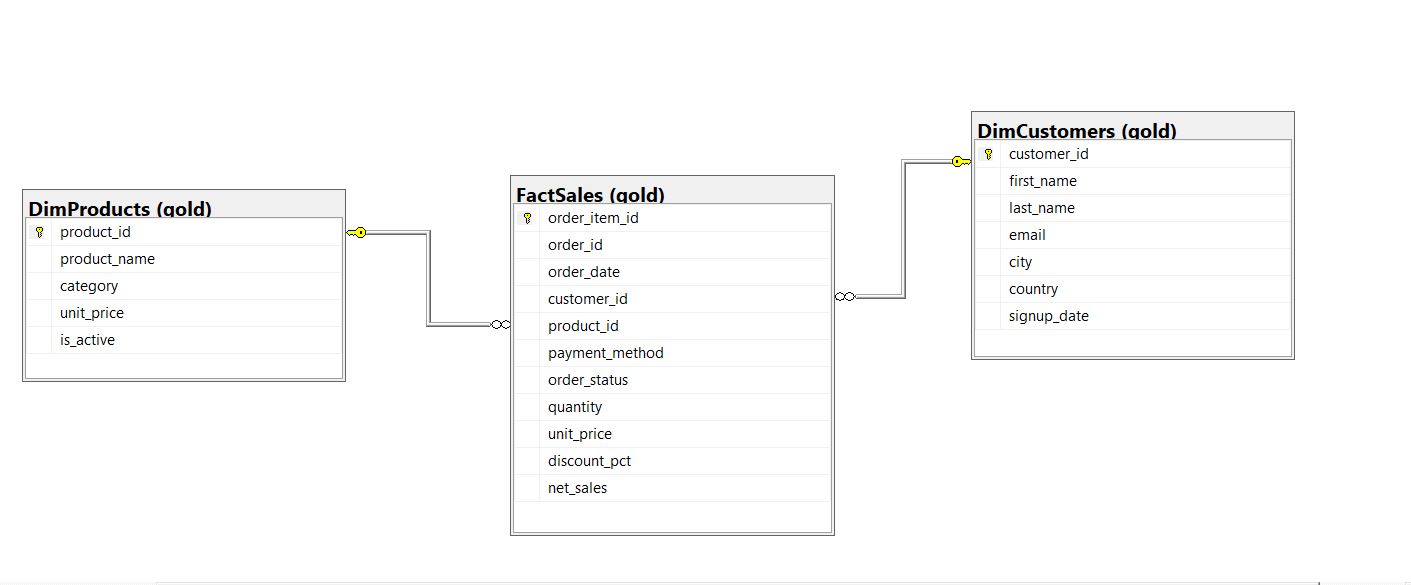 DimProducts (gold)
product_id
product_name
category
unit_price
is_active
FactSales (gold)
order_item_id
order_id
order_date
customer_id
product_id
payment_method
order_status
quantity
unit_price
discount_pct
net_sales
DimCustomers (gold)
customer_id
first_name
last_name
email
city
country
signup_date